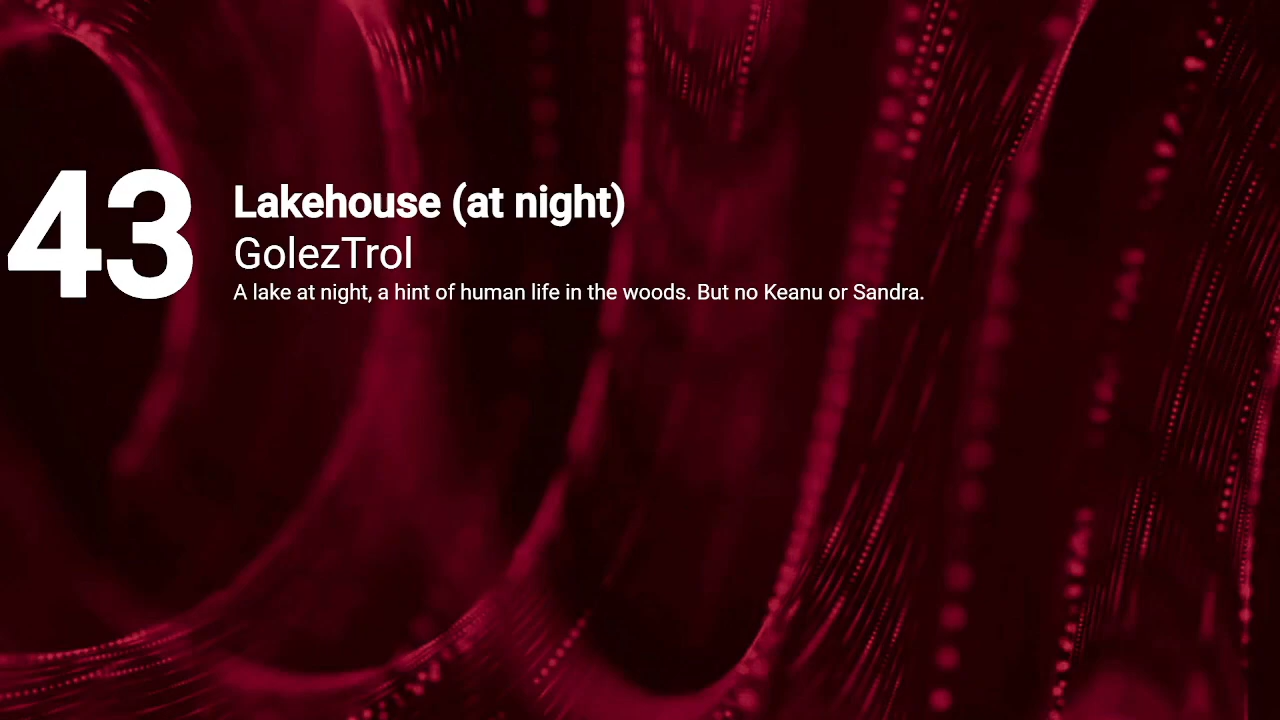 43
Lakehouse (at night)
GolezTrol
A lake at night, a hint of human life in the woods. But no Keanu or Sandra.